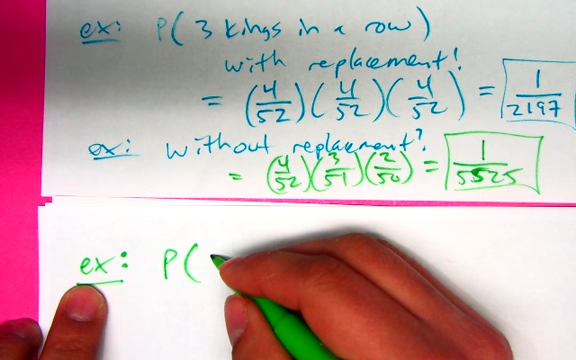 ex: P( 3 kings in a row)
with replacement!
= (4/52)(4/52)(4/52) = 1/2197
ex: without replacement?
= (4/52)(3/51)(2/50) = 1/5525
ex: P(